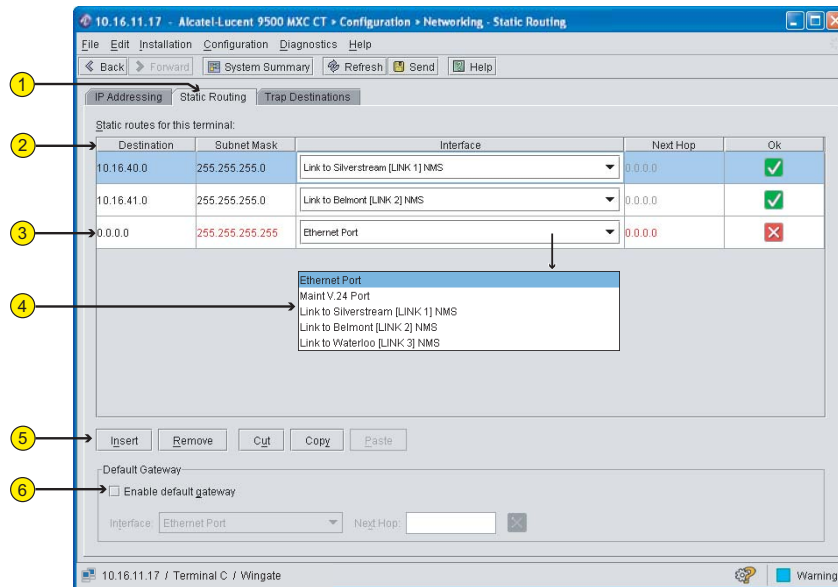 10.16.11.17 - Alcatel-Lucent 9500 MXC CT ▸ Configuration ▸ Networking - Static Routing
File Edit Installation Configuration Diagnostics Help
Back Forward System Summary Refresh Send Help
1
IP Addressing Static Routing Trap Destinations
Static routes for this terminal:
2
Destination Subnet Mask Interface Next Hop Ok
10.16.40.0 255.255.255.0 Link to Silverstream [LINK 1] NMS 0.0.0.0
10.16.41.0 255.255.255.0 Link to Belmont [LINK 2] NMS 0.0.0.0
3
0.0.0.0 255.255.255.255 Ethernet Port 0.0.0.0
Ethernet Port
Maint V.24 Port
4
Link to Silverstream [LINK 1] NMS
Link to Belmont [LINK 2] NMS
Link to Waterloo [LINK 3] NMS
5
Insert Remove Cut Copy Paste
Default Gateway
6
Enable default gateway
Interface: Ethernet Port Next Hop:
10.16.11.17 / Terminal C / Wingate Warning